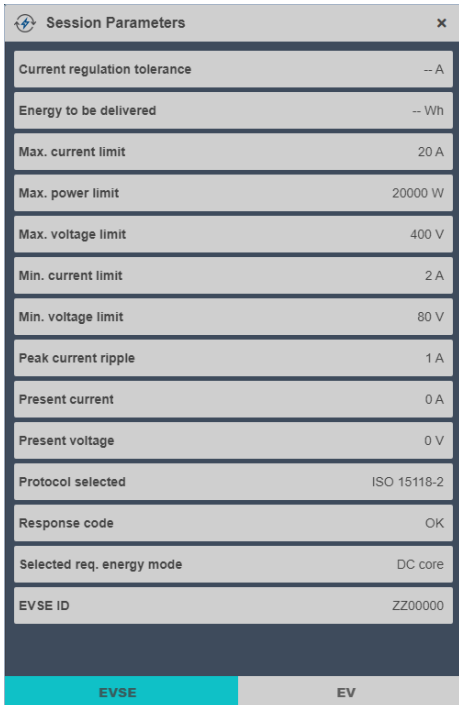 Session Parameters ×
Current regulation tolerance -- A
Energy to be delivered -- Wh
Max. current limit 20 A
Max. power limit 20000 W
Max. voltage limit 400 V
Min. current limit 2 A
Min. voltage limit 80 V
Peak current ripple 1 A
Present current 0 A
Present voltage 0 V
Protocol selected ISO 15118-2
Response code OK
Selected req. energy mode DC core
EVSE ID ZZ00000
EVSE EV